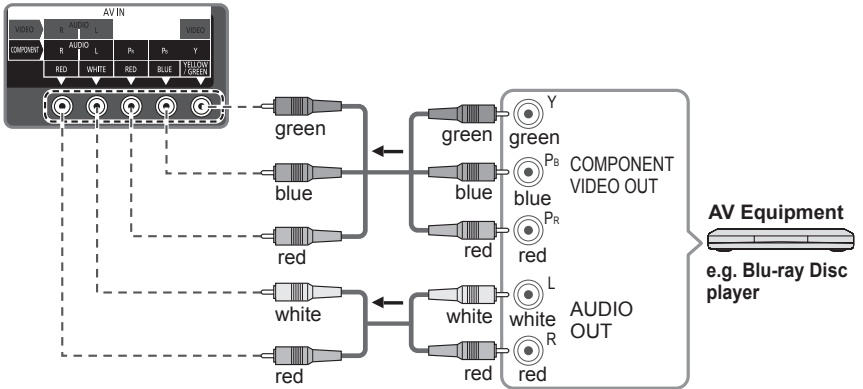 AV IN
VIDEO R AUDIO L VIDEO
COMPONENT R AUDIO L PR PB Y
RED WHITE RED BLUE YELLOW / GREEN
green
blue
red
white
red
green
blue
red
white
red
Y
green
PB
blue
PR
red
L
white
R
red
COMPONENT
VIDEO OUT
AUDIO
OUT
AV Equipment
e.g. Blu-ray Disc
player